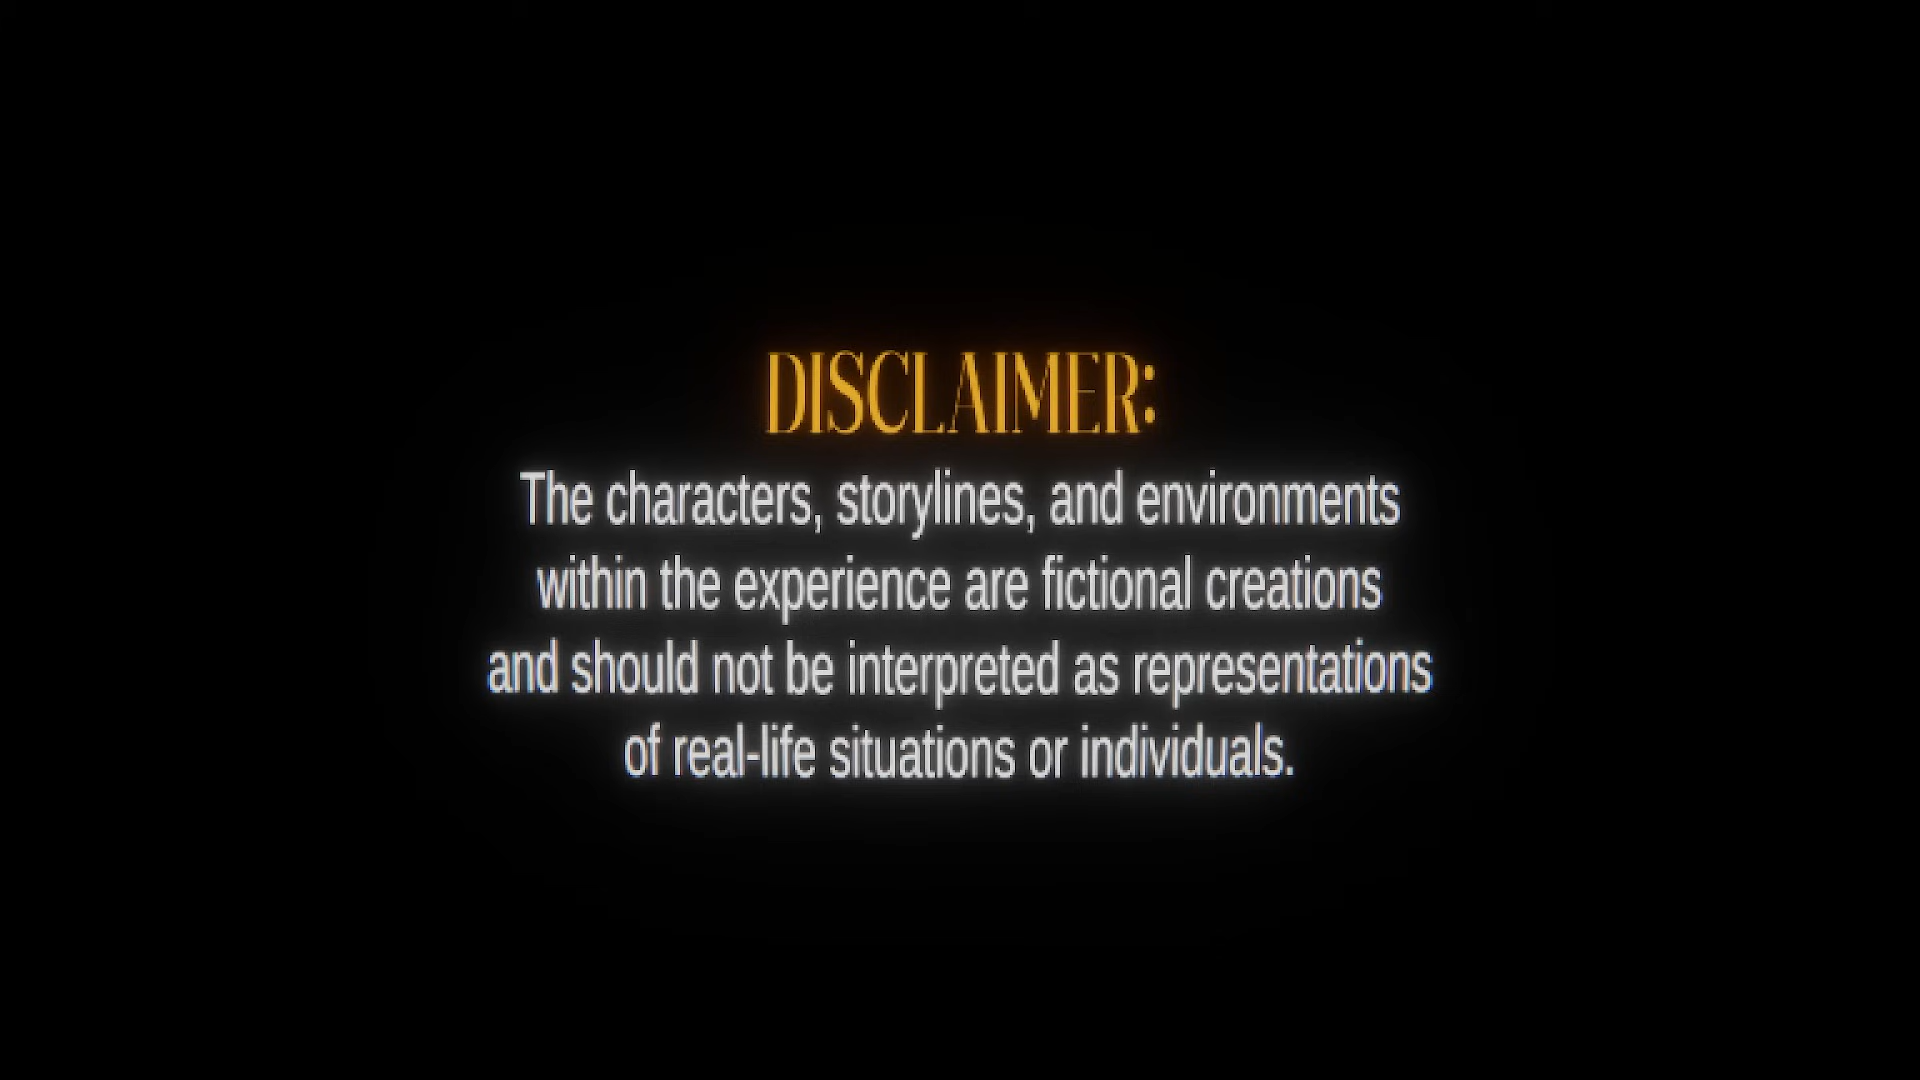 DISCLAIMER:
The characters, storylines, and environments
within the experience are fictional creations
and should not be interpreted as representations
of real-life situations or individuals.